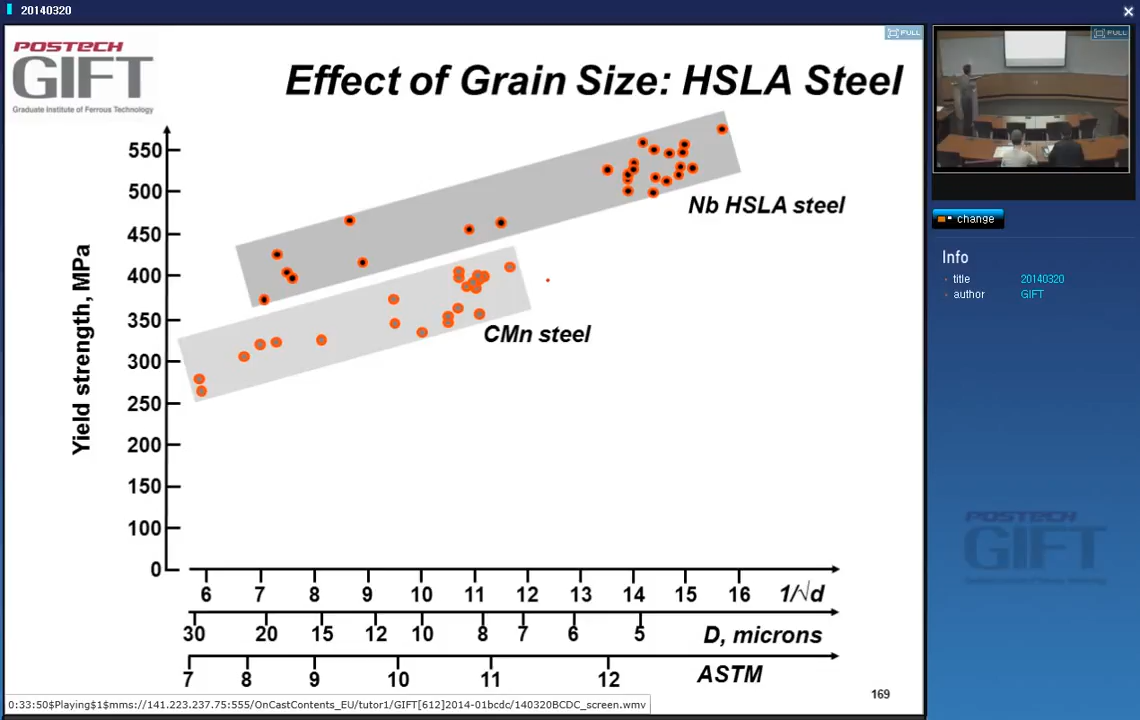 20140320
POSTECH
GIFT
Graduate Institute of Ferrous Technology
Effect of Grain Size: HSLA Steel
FULL
FULL
550
500
450
400
350
300
250
200
150
100
0
Yield strength, MPa
Nb HSLA steel
CMn steel
6 7 8 9 10 11 12 13 14 15 16 1/√d
30 20 15 12 10 8 7 6 5 D, microns
7 8 9 10 11 12 ASTM
169
0:33:50$Playing$1$mms://141.223.237.75:555/OnCastContents_EU/tutor1/GIFT[612]2014-01bcdc/140320BCDC_screen.wmv
change
Info
title 20140320
author GIFT
POSTECH
GIFT